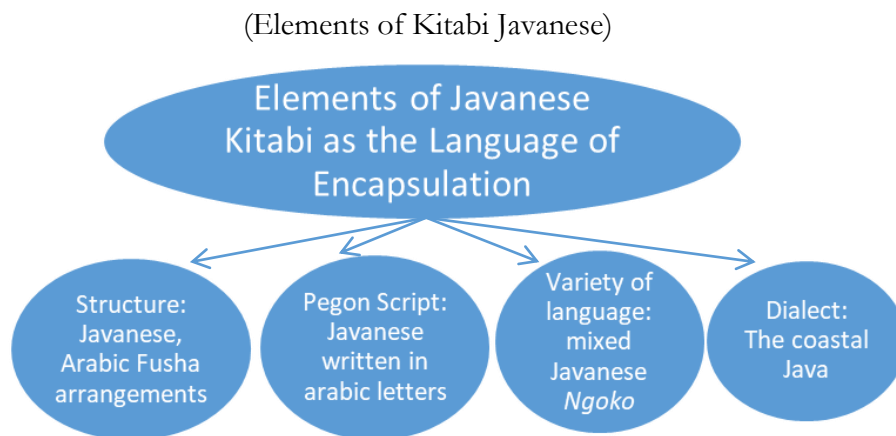 (Elements of Kitabi Javanese)
Elements of Javanese
Kitabi as the Language of
Encapsulation
Structure:
Javanese,
Arabic Fusha
arrangements
Pegon Script:
Javanese
written in
arabic letters
Variety of
language:
mixed
Javanese
Ngoko
Dialect:
The coastal
Java